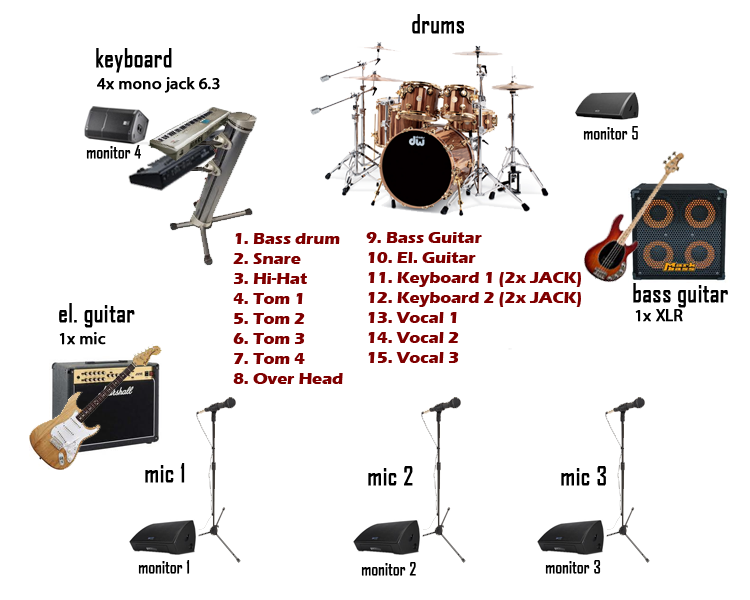 drums
keyboard
4x mono jack 6.3
monitor 4
monitor 5
dw
1. Bass drum
2. Snare
3. Hi-Hat
4. Tom 1
5. Tom 2
6. Tom 3
7. Tom 4
8. Over Head
9. Bass Guitar
10. El. Guitar
11. Keyboard 1 (2x JACK)
12. Keyboard 2 (2x JACK)
13. Vocal 1
14. Vocal 2
15. Vocal 3
Mark
bass
bass guitar
1x XLR
el. guitar
1x mic
Marshall
mic 1
mic 2
mic 3
monitor 1
monitor 2
monitor 3